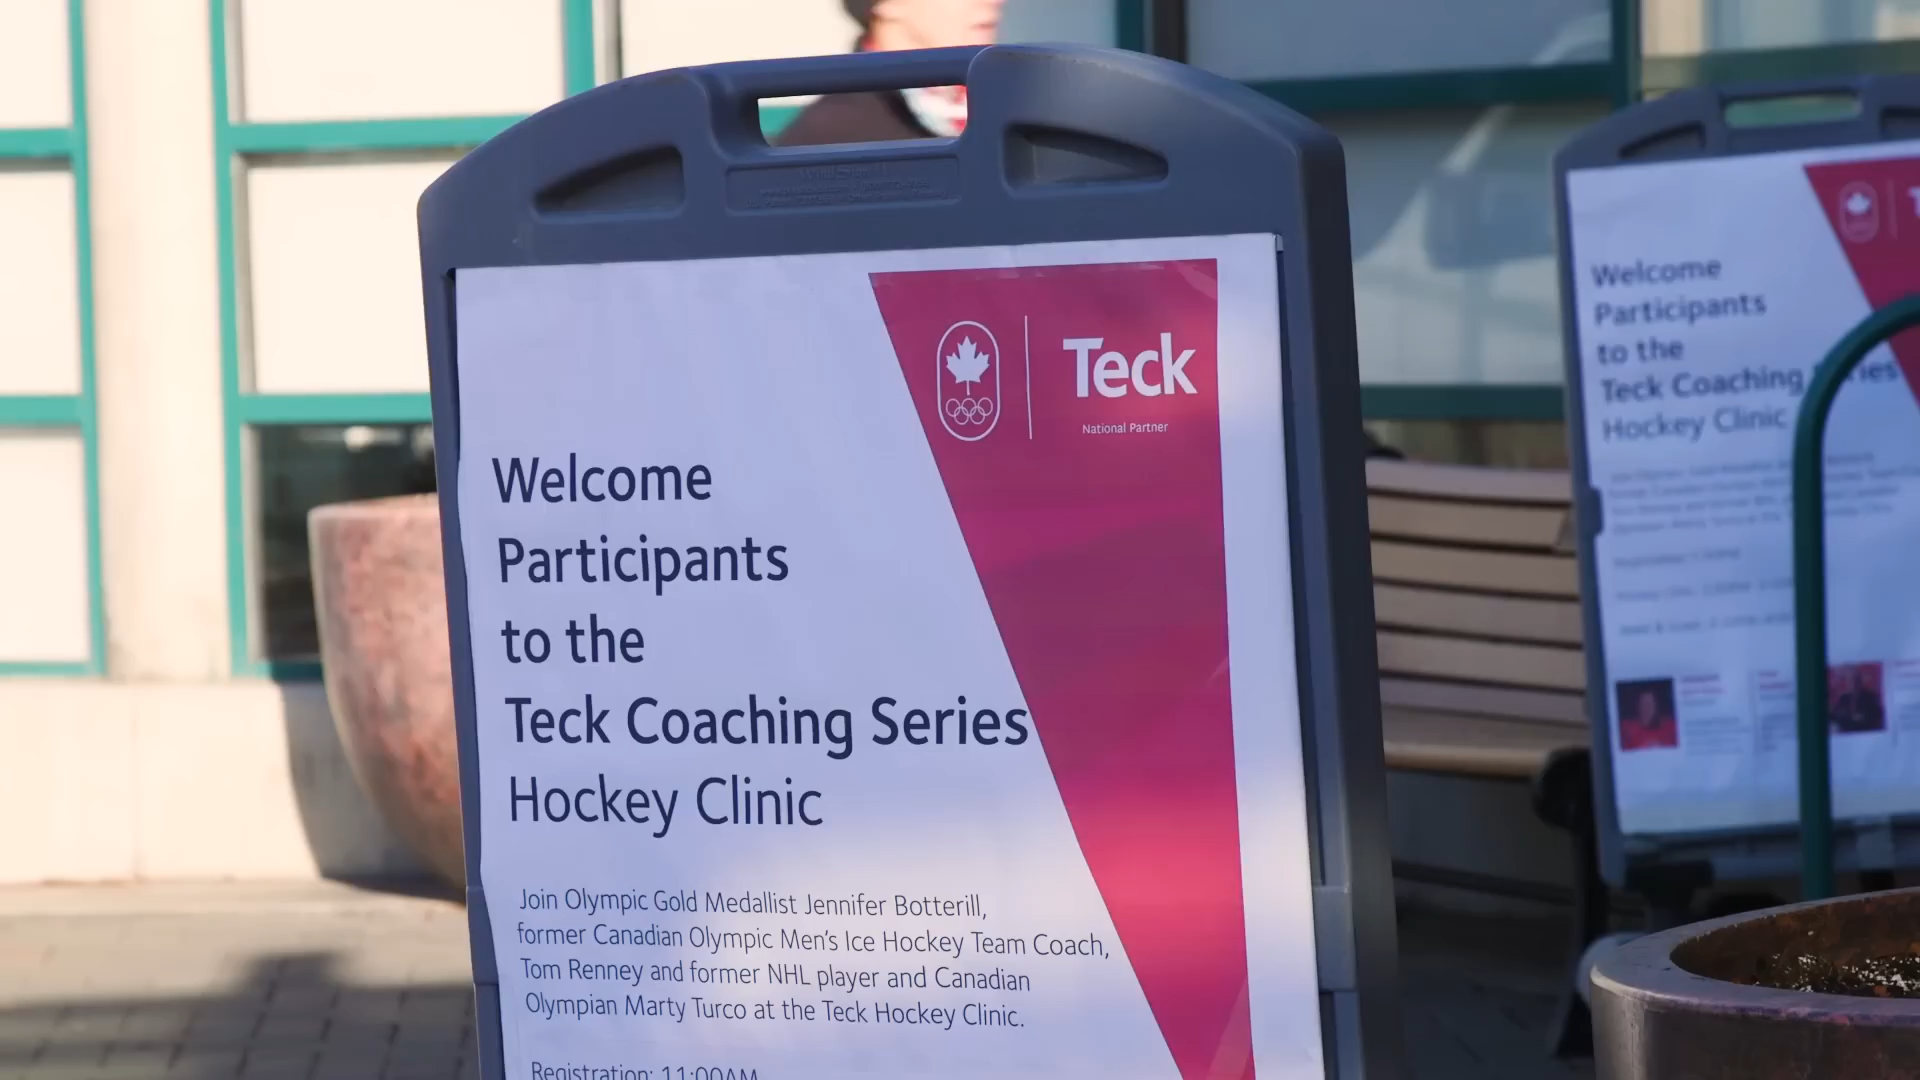 Teck
National Partner
Welcome
Participants
to the
Teck Coaching Series
Hockey Clinic
Join Olympic Gold Medallist Jennifer Botterill,
former Canadian Olympic Men's Ice Hockey Team Coach,
Tom Renney and former NHL player and Canadian
Olympian Marty Turco at the Teck Hockey Clinic.
Registration: 11:00AM
Welcome
Participants
to the
Teck Coaching
Hockey Clinic